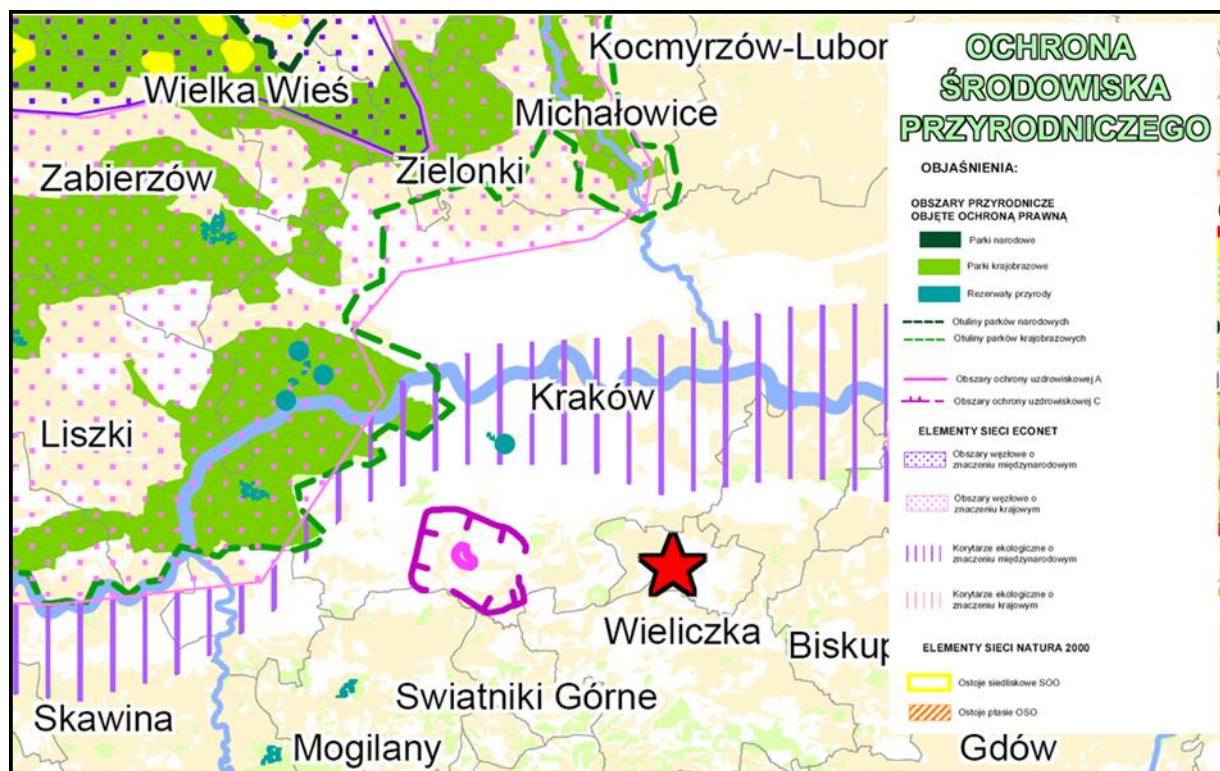 Kocmyrzów-Lubor
Wielka Wieś
Michałowice
Zabierzów
Zielonki
Liszki
Kraków
Wieliczka
Biskup
Swiatniki Górne
Skawina
Mogilany
Gdów
OCHRONA
ŚRODOWISKA
PRZYRODNICZEGO
OBJAŚNIENIA:
OBSZARY PRZYRODNICZE
OBJĘTE OCHRONĄ PRAWNĄ
Parki narodowe
Parki krajobrazowe
Rezerwaty przyrody
Otuliny parków narodowych
Otuliny parków krajobrazowych
Obszary ochrony uzdrowiskowej A
Obszary ochrony uzdrowiskowej C
ELEMENTY SIECI ECONET
Obszary węzłowe o
znaczeniu międzynarodowym
Obszary węzłowe o
znaczeniu krajowym
Korytarze ekologiczne o
znaczeniu międzynarodowym
Korytarze ekologiczne o
znaczeniu krajowym
ELEMENTY SIECI NATURA 2000
Ostoje siedliskowe SOO
Ostoje ptasie OSO